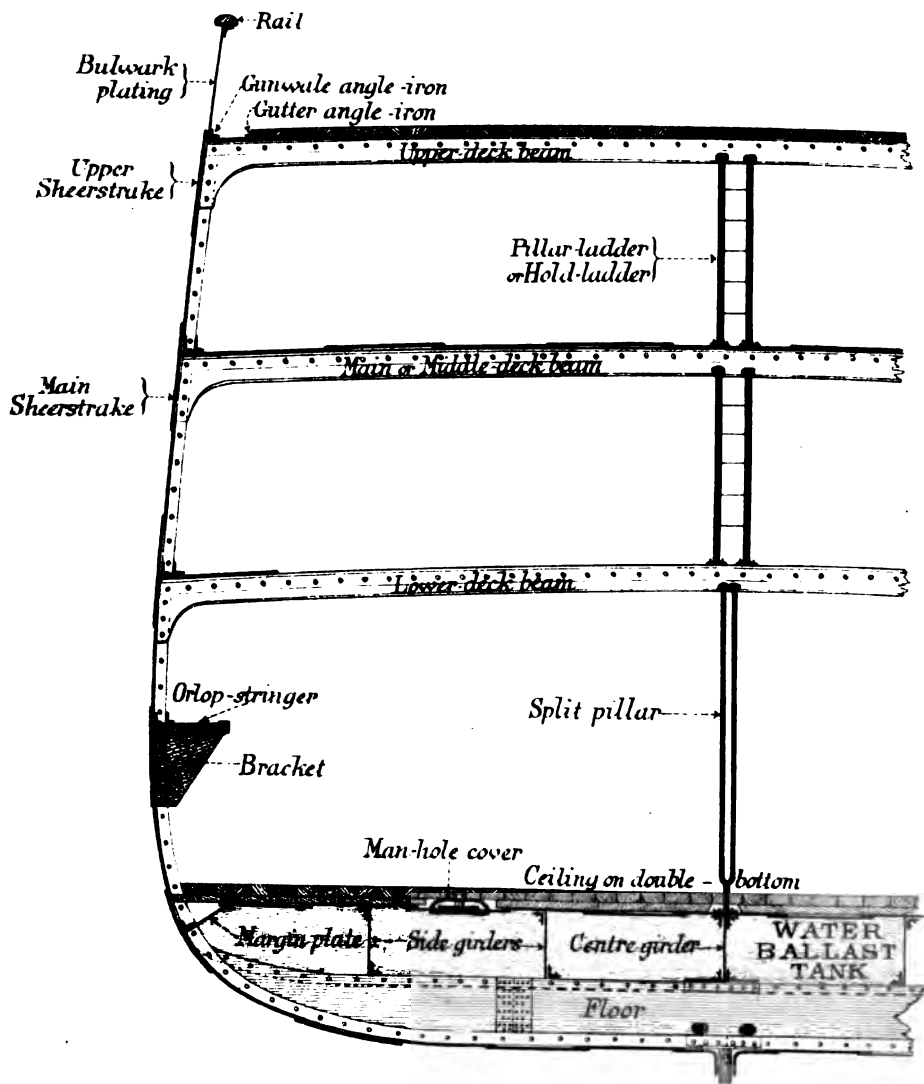 Rail
Bulwark
plating
Gunwale angle-iron
Gutter angle-iron
Upper-deck beam
Upper
Sheerstrake
Pillar-ladder
or Hold-ladder
Main or Middle-deck beam
Main
Sheerstrake
Lower-deck beam
Orlop-stringer
Split pillar
Bracket
Man-hole cover
Ceiling on double-bottom
Margin plate
Side girders
Centre girder
WATER
BALLAST
TANK
Floor